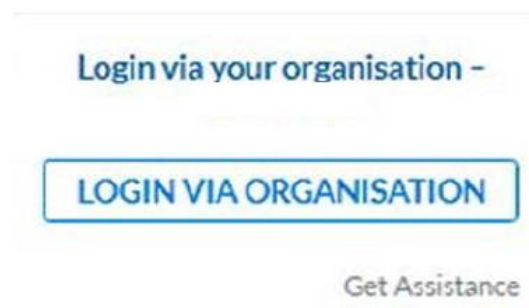 Login via your organisation –
LOGIN VIA ORGANISATION
Get Assistance